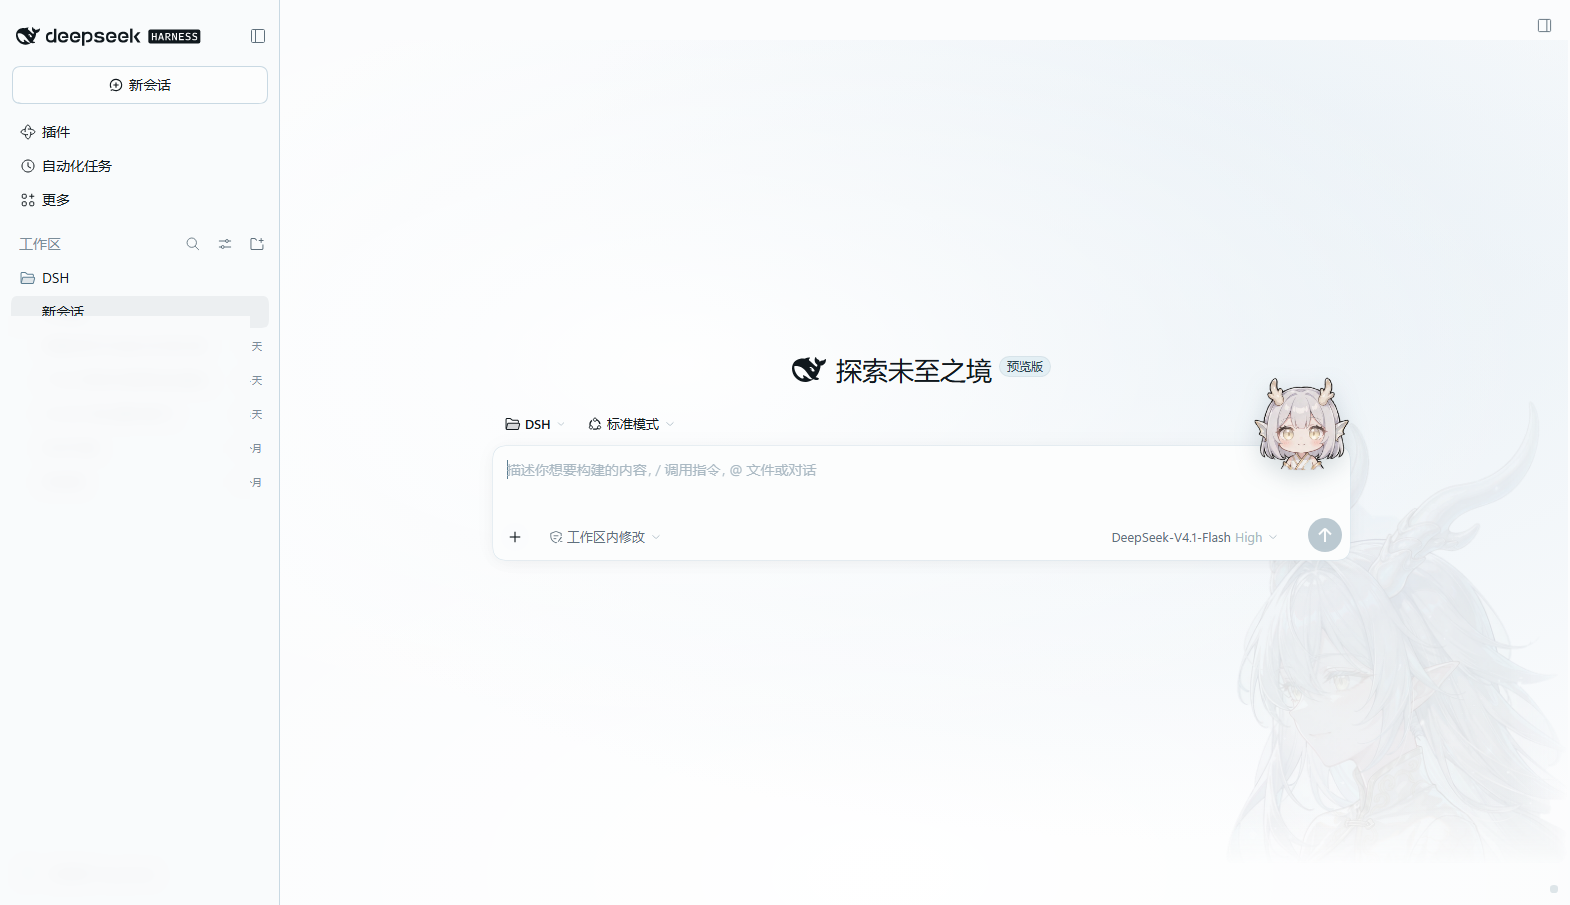 deepseek HARNESS
新会话
插件
自动化任务
更多
工作区
DSH
新会话
天
天
天
月
月
探索未至之境 预览版
DSH 标准模式
描述你想要构建的内容, / 调用指令, @ 文件或对话
工作区内修改 DeepSeek-V4.1-Flash High